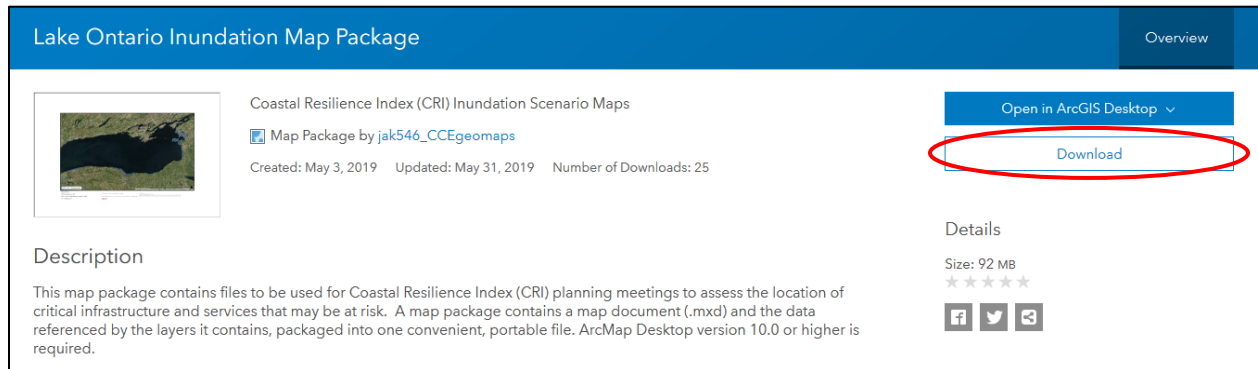 Lake Ontario Inundation Map Package
Overview
Coastal Resilience Index (CRI) Inundation Scenario Maps
Map Package by jak546_CCEgeomaps
Created: May 3, 2019 Updated: May 31, 2019 Number of Downloads: 25
Open in ArcGIS Desktop
Download
Description
This map package contains files to be used for Coastal Resilience Index (CRI) planning meetings to assess the location of
critical infrastructure and services that may be at risk. A map package contains a map document (.mxd) and the data
referenced by the layers it contains, packaged into one convenient, portable file. ArcMap Desktop version 10.0 or higher is
required.
Details
Size: 92 MB